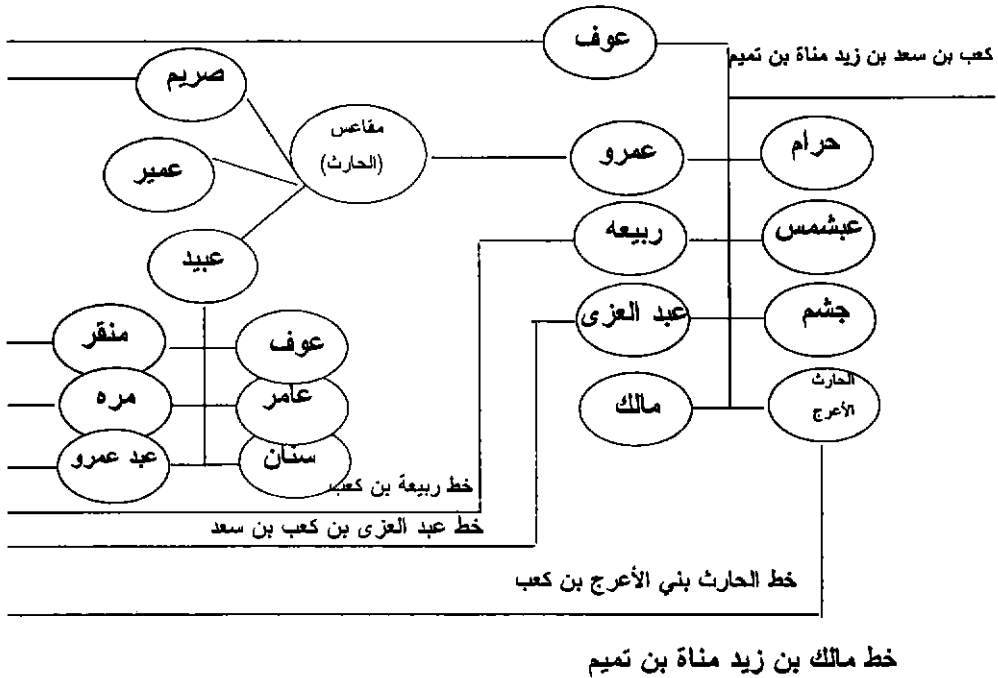 عوف
كعب بن سعد بن زيد مناة بن تميم
صريم
مقاعس
(الحارث)
عمرو
حرام
عمير
ربيعه
عبشمس
عبيد
عبد العزى
جشم
منقر
عوف
الحارث
الأعرج
مالك
مره
عامر
عبد عمرو
سنان
خط ربيعة بن كعب
خط عبد العزى بن كعب بن سعد
خط الحارث بني الأعرج بن كعب
خط مالك بن زيد مناة بن تميم